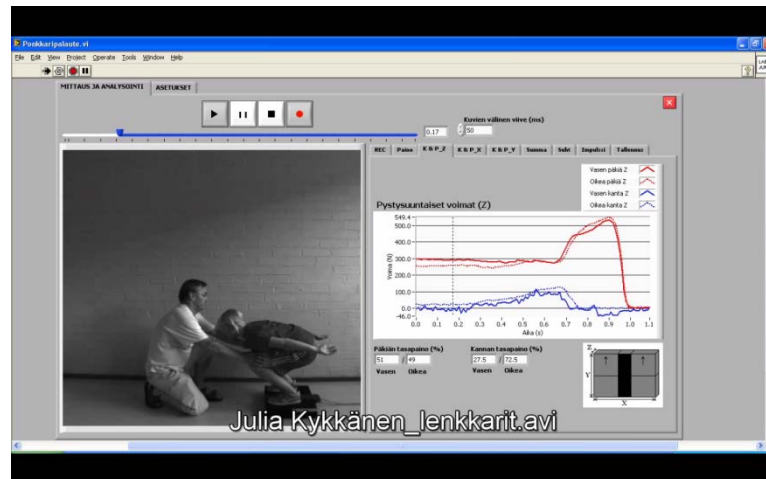 Ponkkaripalaute.vi
File Edit View Project Operate Tools Window Help
MITTAUS JA ANALYSOINTI ASETUKSET
Kuvien välinen viive (ms)
0.17 50
REC Paino K & P_Z K & P_X K & P_Y Summa Suhl Impulssi Tallennus
Vasen päkiä Z
Oikea päkiä Z
Vasen kanta Z
Oikea kanta Z
Pystysuuntaiset voimat (Z)
549.4
500.0
400.0
300.0
200.0
100.0
0.0
-46.0
Voima (N)
0.0 0.1 0.2 0.3 0.4 0.5 0.6 0.7 0.8 0.9 1.0 1.1
Aika (s)
Päkiän tasapaino (%) Kannan tasapaino (%)
51 / 49 27.5 / 72.5
Vasen Oikea Vasen Oikea
Z
Y
X
Julia Kykkänen_lenkkarit.avi